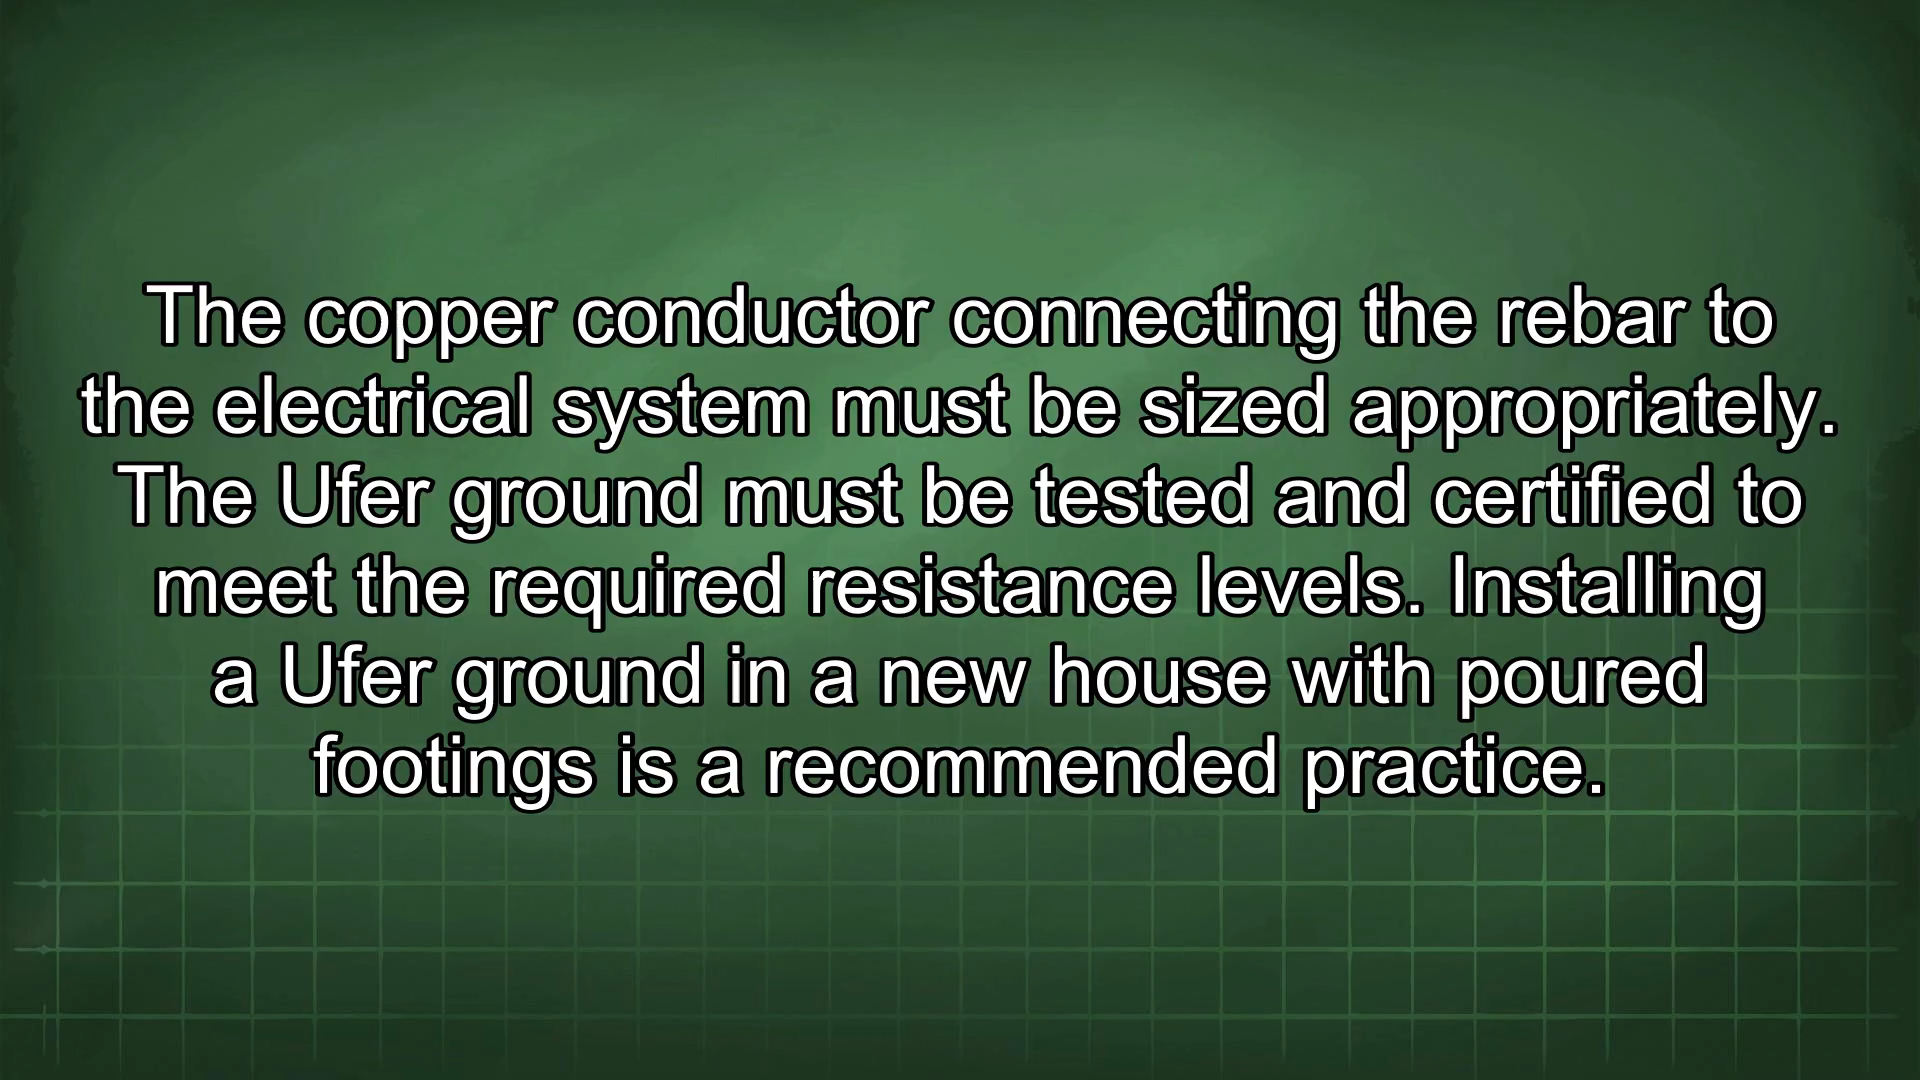 The copper conductor connecting the rebar to
the electrical system must be sized appropriately.
The Ufer ground must be tested and certified to
meet the required resistance levels. Installing
a Ufer ground in a new house with poured
footings is a recommended practice.